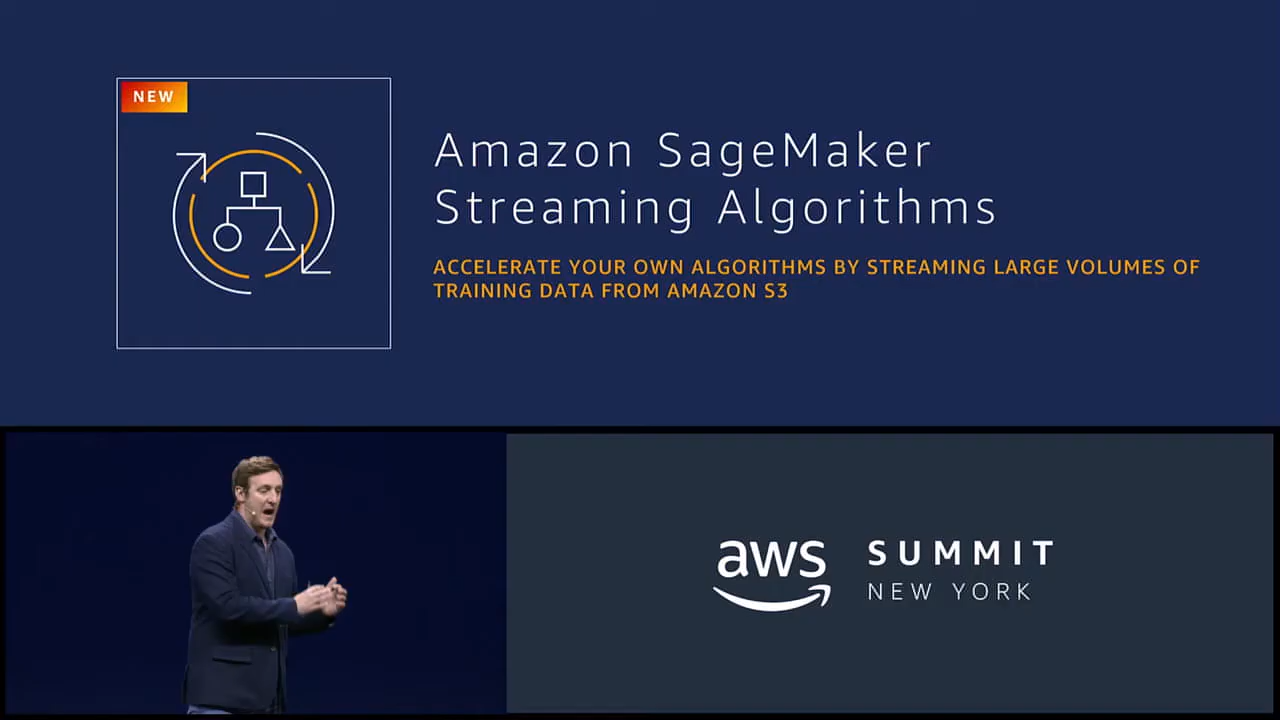 NEW
Amazon SageMaker
Streaming Algorithms
ACCELERATE YOUR OWN ALGORITHMS BY STREAMING LARGE VOLUMES OF
TRAINING DATA FROM AMAZON S3
aws SUMMIT
NEW YORK